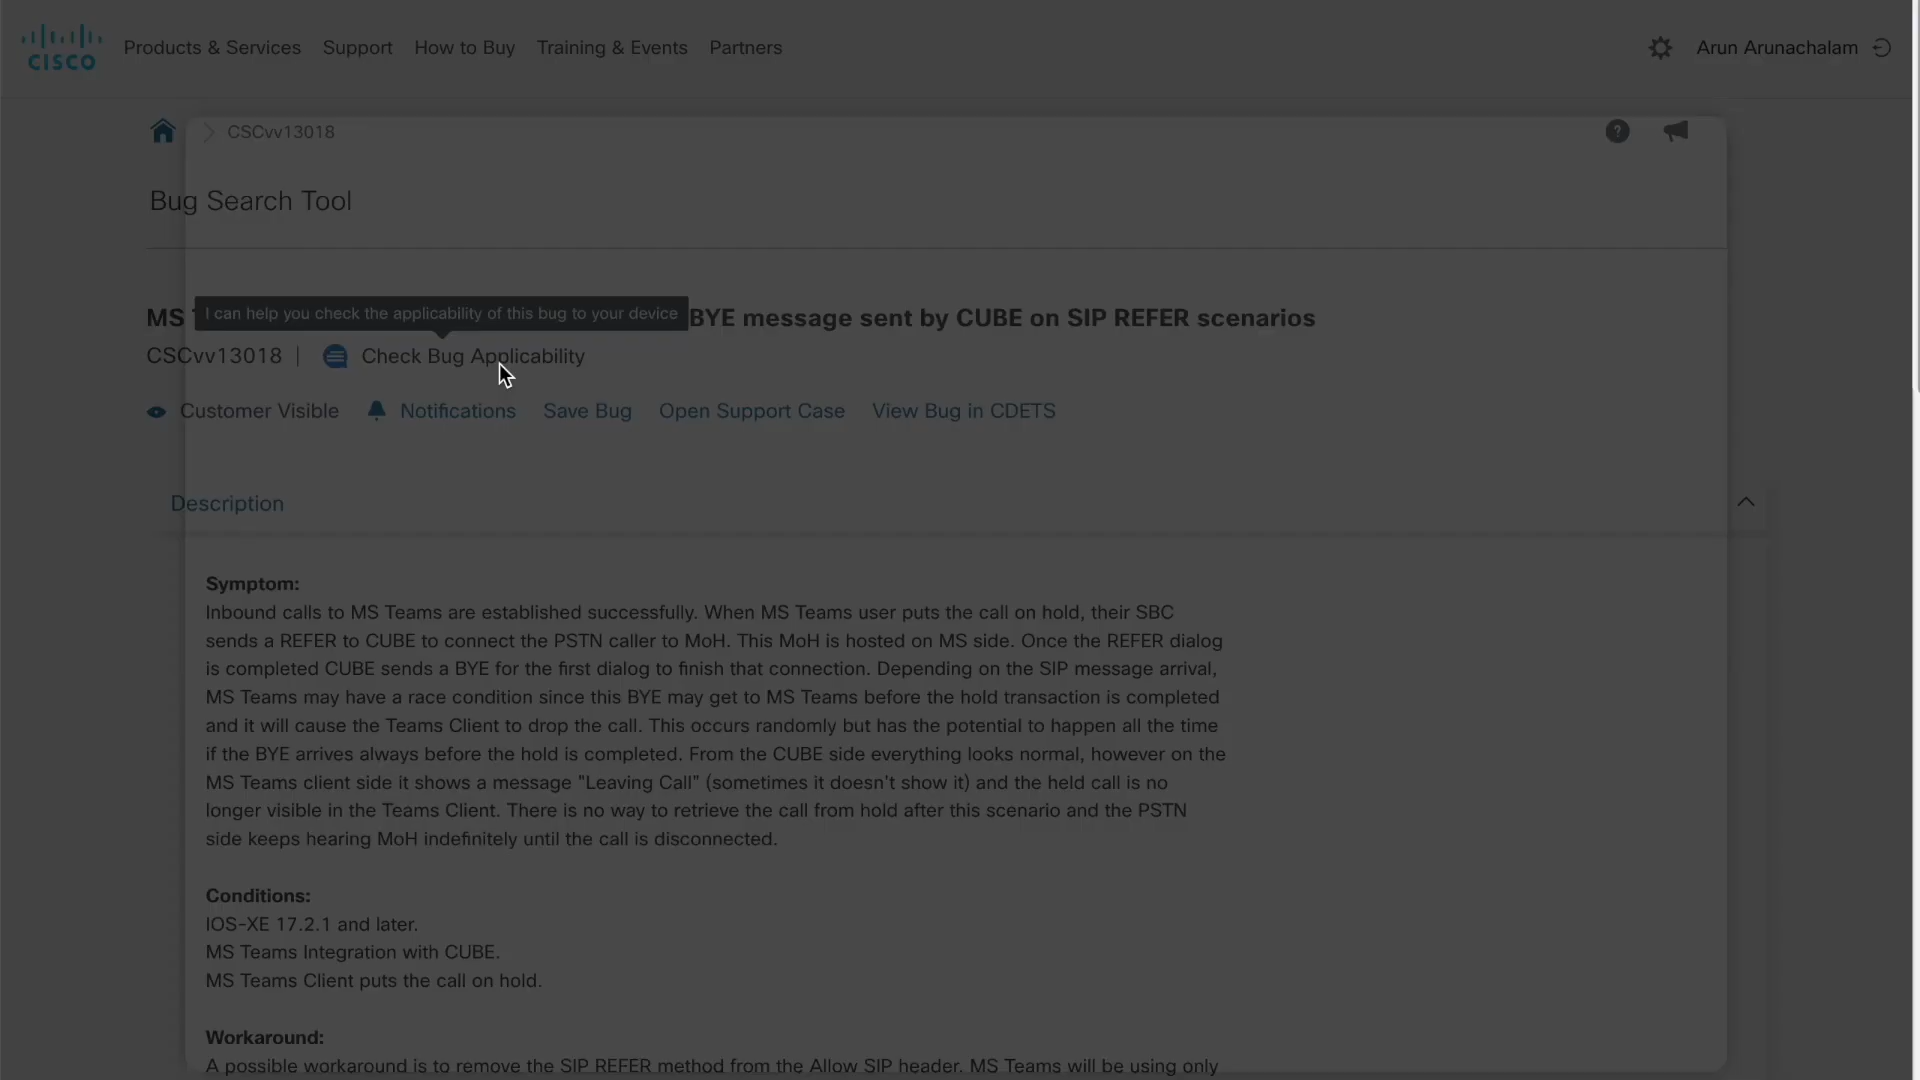 CISCO
Products & Services Support How to Buy Training & Events Partners
Arun Arunachalam
CSCvv13018
Bug Search Tool
I can help you check the applicability of this bug to your device
MS BYE message sent by CUBE on SIP REFER scenarios
CSCvv13018 | Check Bug Applicability
Customer Visible Notifications Save Bug Open Support Case View Bug in CDETS
Description
Symptom:
Inbound calls to MS Teams are established successfully. When MS Teams user puts the call on hold, their SBC
sends a REFER to CUBE to connect the PSTN caller to MoH. This MoH is hosted on MS side. Once the REFER dialog
is completed CUBE sends a BYE for the first dialog to finish that connection. Depending on the SIP message arrival,
MS Teams may have a race condition since this BYE may get to MS Teams before the hold transaction is completed
and it will cause the Teams Client to drop the call. This occurs randomly but has the potential to happen all the time
if the BYE arrives always before the hold is completed. From the CUBE side everything looks normal, however on the
MS Teams client side it shows a message "Leaving Call" (sometimes it doesn't show it) and the held call is no
longer visible in the Teams Client. There is no way to retrieve the call from hold after this scenario and the PSTN
side keeps hearing MoH indefinitely until the call is disconnected.
Conditions:
IOS-XE 17.2.1 and later.
MS Teams Integration with CUBE.
MS Teams Client puts the call on hold.
Workaround:
A possible workaround is to remove the SIP REFER method from the Allow SIP header. MS Teams will be using only